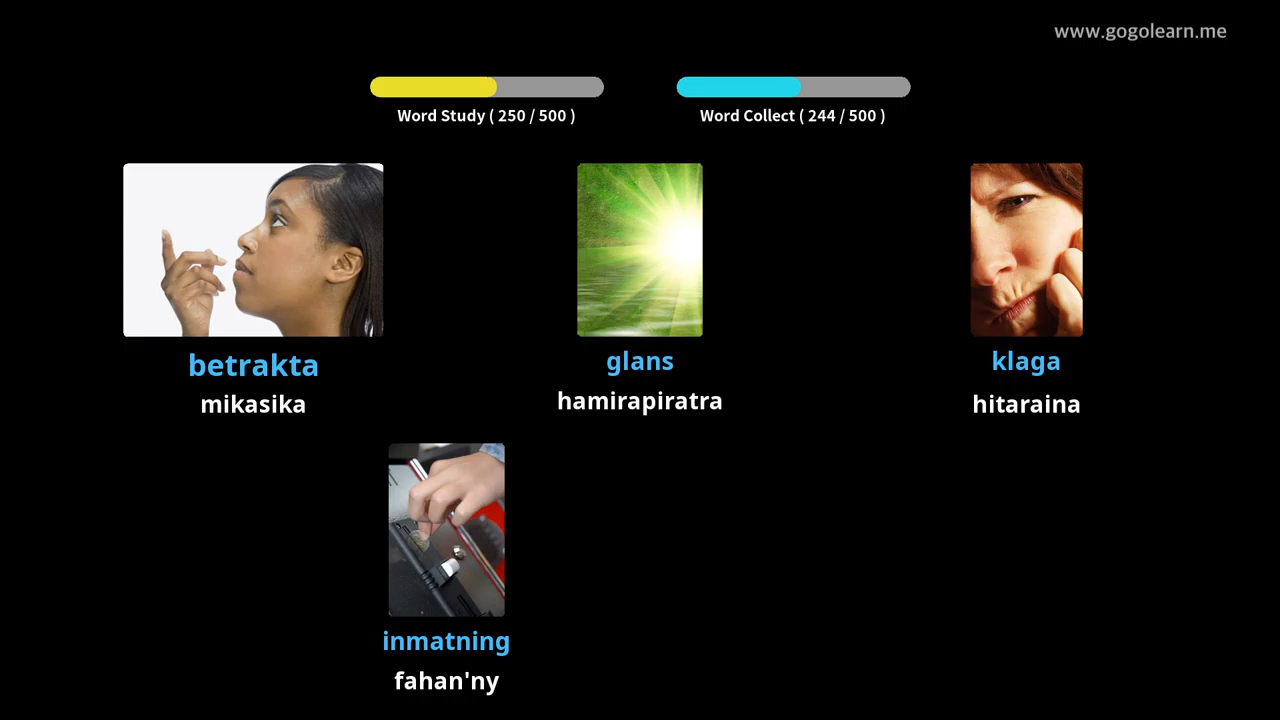 www.gogolearn.me
Word Study ( 250 / 500 )
Word Collect ( 244 / 500 )
betrakta
mikasika
glans
hamirapiratra
klaga
hitaraina
inmatning
fahan'ny